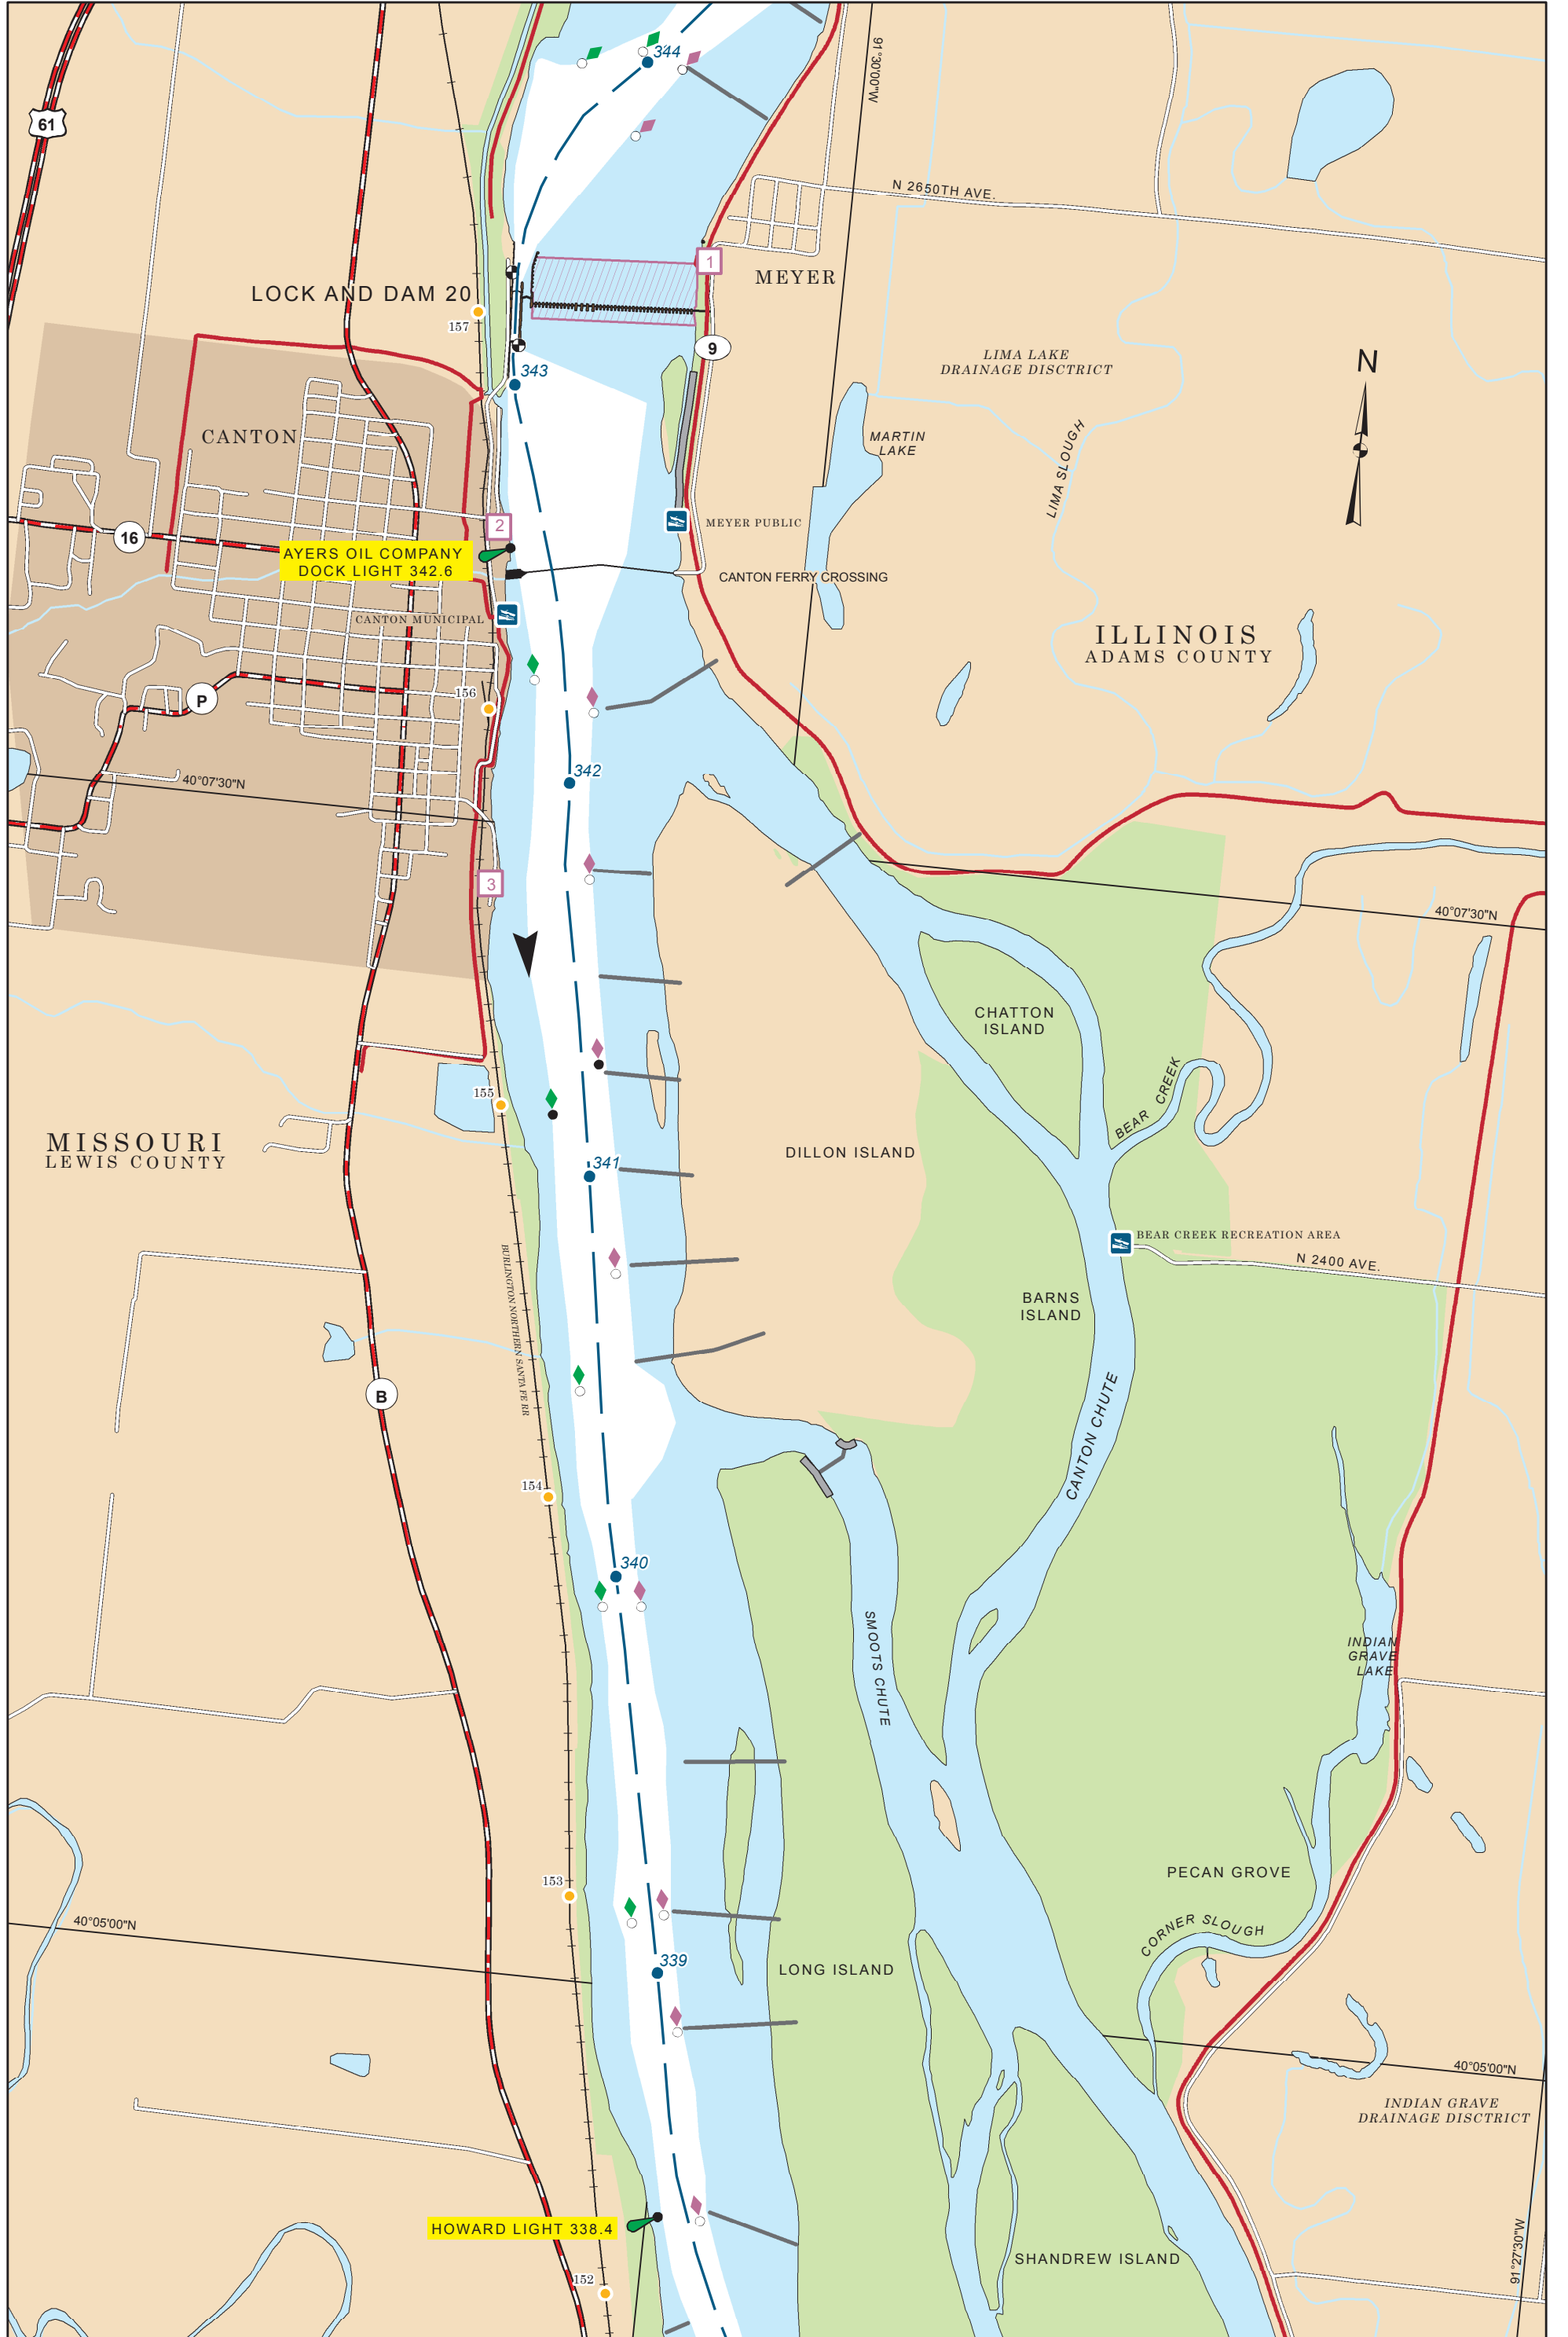 344
91°30'00"W
61
N 2650TH AVE.
1
MEYER
LOCK AND DAM 20
157
9
343
LIMA LAKE
DRAINAGE DISCTRICT
N
CANTON
MARTIN
LAKE
LIMA SLOUGH
2
MEYER PUBLIC
16
AYERS OIL COMPANY
DOCK LIGHT 342.6
CANTON FERRY CROSSING
CANTON MUNICIPAL
ILLINOIS
ADAMS COUNTY
156
P
342
40°07'30"N
3
40°07'30"N
CHATTON
ISLAND
BEAR CREEK
155
MISSOURI
LEWIS COUNTY
DILLON ISLAND
341
BEAR CREEK RECREATION AREA
N 2400 AVE.
BURLINGTON NORTHERN SANTA FE RR
BARNS
ISLAND
B
CANTON CHUTE
154
340
SMOOTS CHUTE
INDIAN
GRAVE
LAKE
153
PECAN GROVE
40°05'00"N
CORNER SLOUGH
339
LONG ISLAND
40°05'00"N
INDIAN GRAVE
DRAINAGE DISCTRICT
HOWARD LIGHT 338.4
SHANDREW ISLAND
91°27'30"W
152